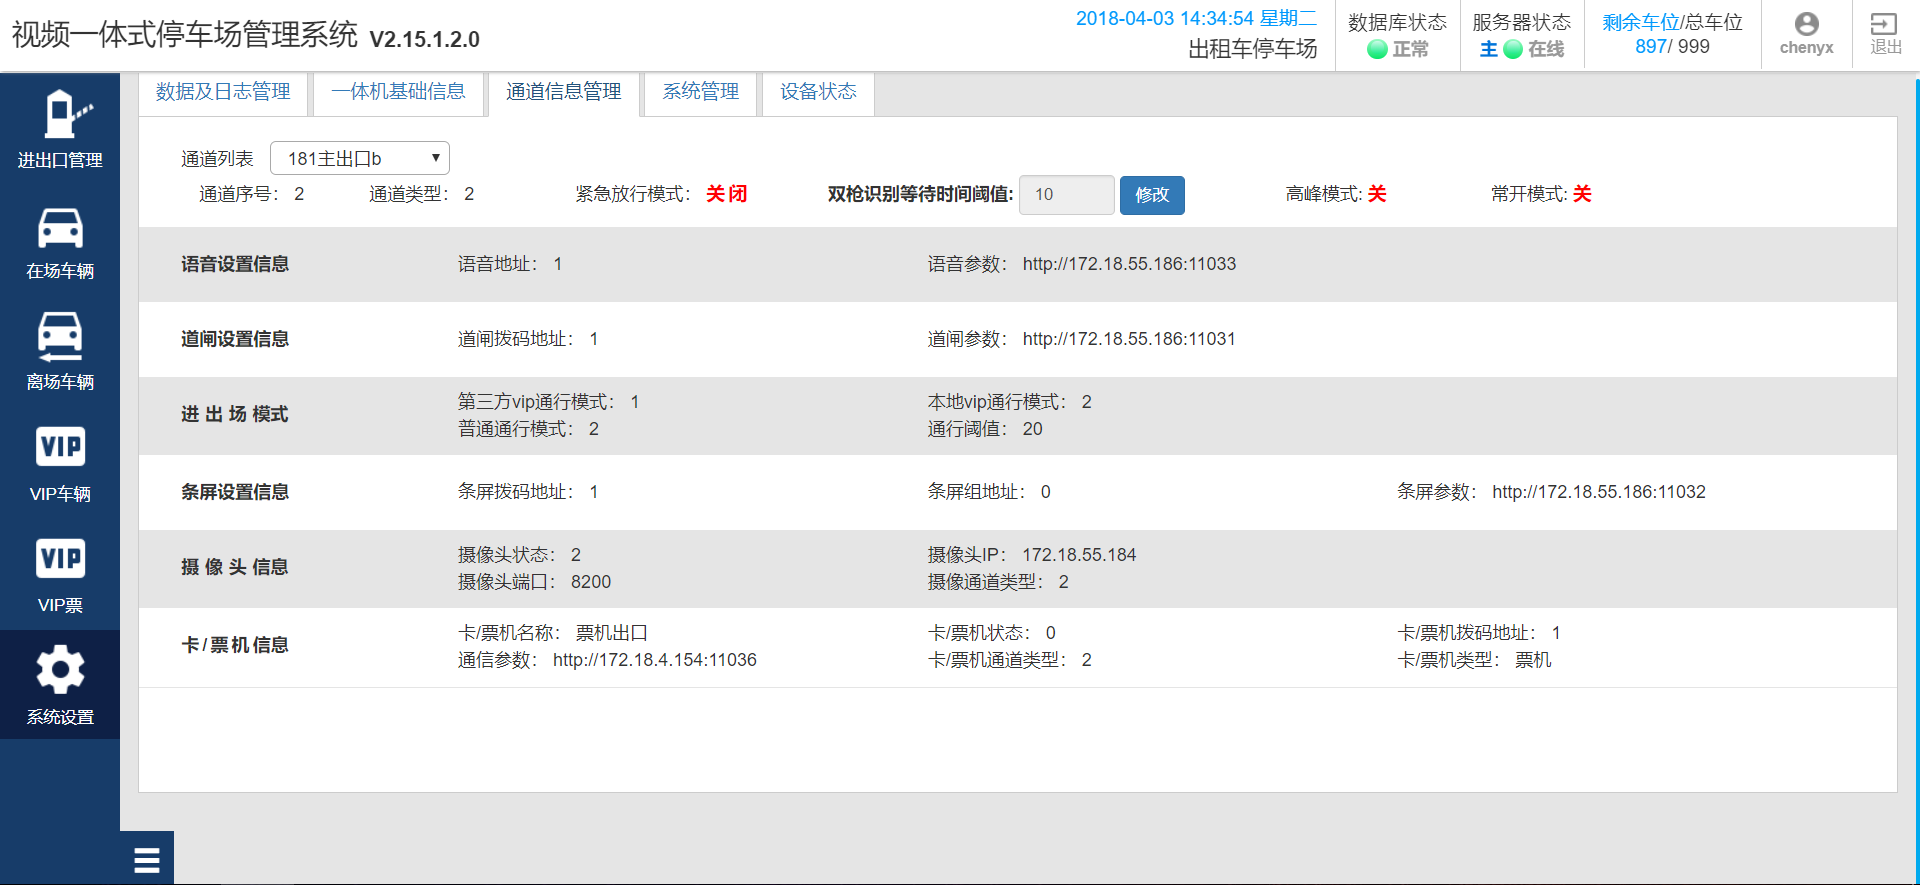 视频一体式停车场管理系统 V2.15.1.2.0
2018-04-03 14:34:54 星期二
出租车停车场
数据库状态
正常
服务器状态
主 在线
剩余车位/总车位
897/ 999
chenyx
退出
进出口管理
在场车辆
离场车辆
VIP
VIP车辆
VIP
VIP票
系统设置
数据及日志管理
一体机基础信息
通道信息管理
系统管理
设备状态
通道列表 181主出口b
通道序号： 2 通道类型： 2 紧急放行模式： 关闭 双枪识别等待时间阈值: 10 修改 高峰模式: 关 常开模式: 关
语音设置信息 语音地址： 1 语音参数： http://172.18.55.186:11033
道闸设置信息 道闸拨码地址： 1 道闸参数： http://172.18.55.186:11031
进 出 场 模式
第三方vip通行模式： 1 本地vip通行模式： 2
普通通行模式： 2 通行阈值： 20
条屏设置信息 条屏拨码地址： 1 条屏组地址： 0 条屏参数： http://172.18.55.186:11032
摄 像 头 信息
摄像头状态： 2 摄像头IP： 172.18.55.184
摄像头端口： 8200 摄像通道类型： 2
卡/票机信息
卡/票机名称： 票机出口 卡/票机状态： 0 卡/票机拨码地址： 1
通信参数： http://172.18.4.154:11036 卡/票机通道类型： 2 卡/票机类型： 票机